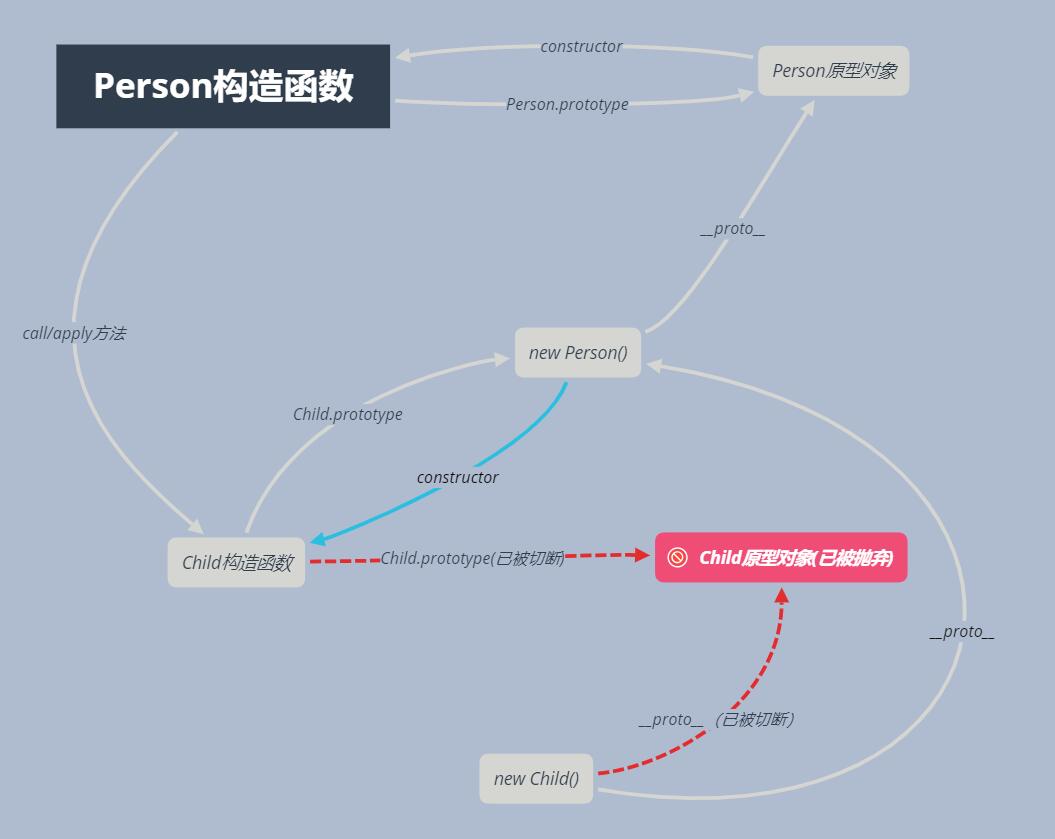 constructor
Person构造函数
Person原型对象
Person.prototype
__proto__
call/apply方法
new Person()
Child.prototype
constructor
Child.prototype(已被切断)
Child原型对象(已被抛弃)
Child构造函数
__proto__
__proto__（已被切断）
new Child()